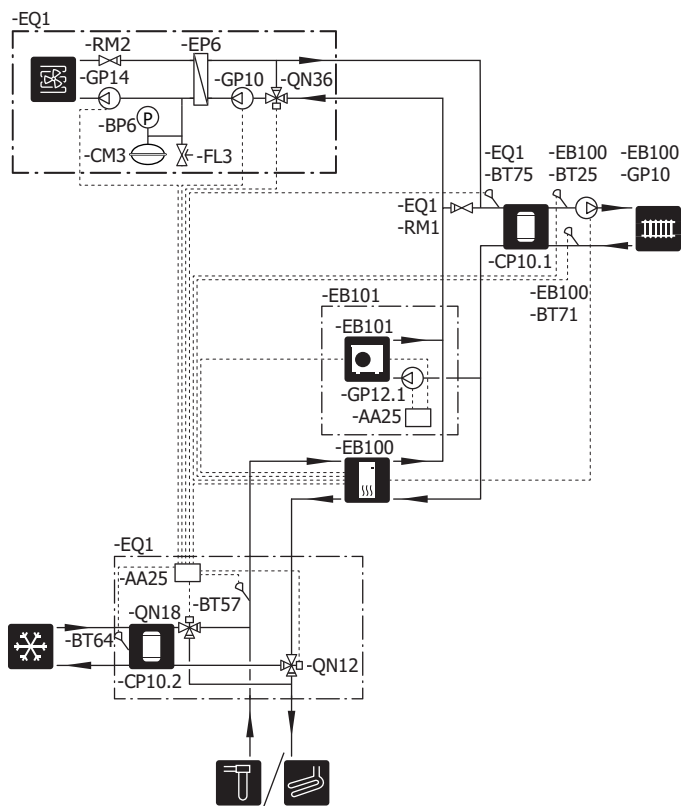 -EQ1
-RM2
-EP6
-GP14
-GP10
-QN36
-BP6
P
-CM3
-FL3
-EQ1
-BT75
-EB100
-BT25
-EB100
-GP10
-EQ1
-RM1
-CP10.1
-EB100
-BT71
-EB101
-EB101
-GP12.1
-AA25
-EB100
-EQ1
-AA25
-QN18
-BT57
-BT64
-CP10.2
-QN12